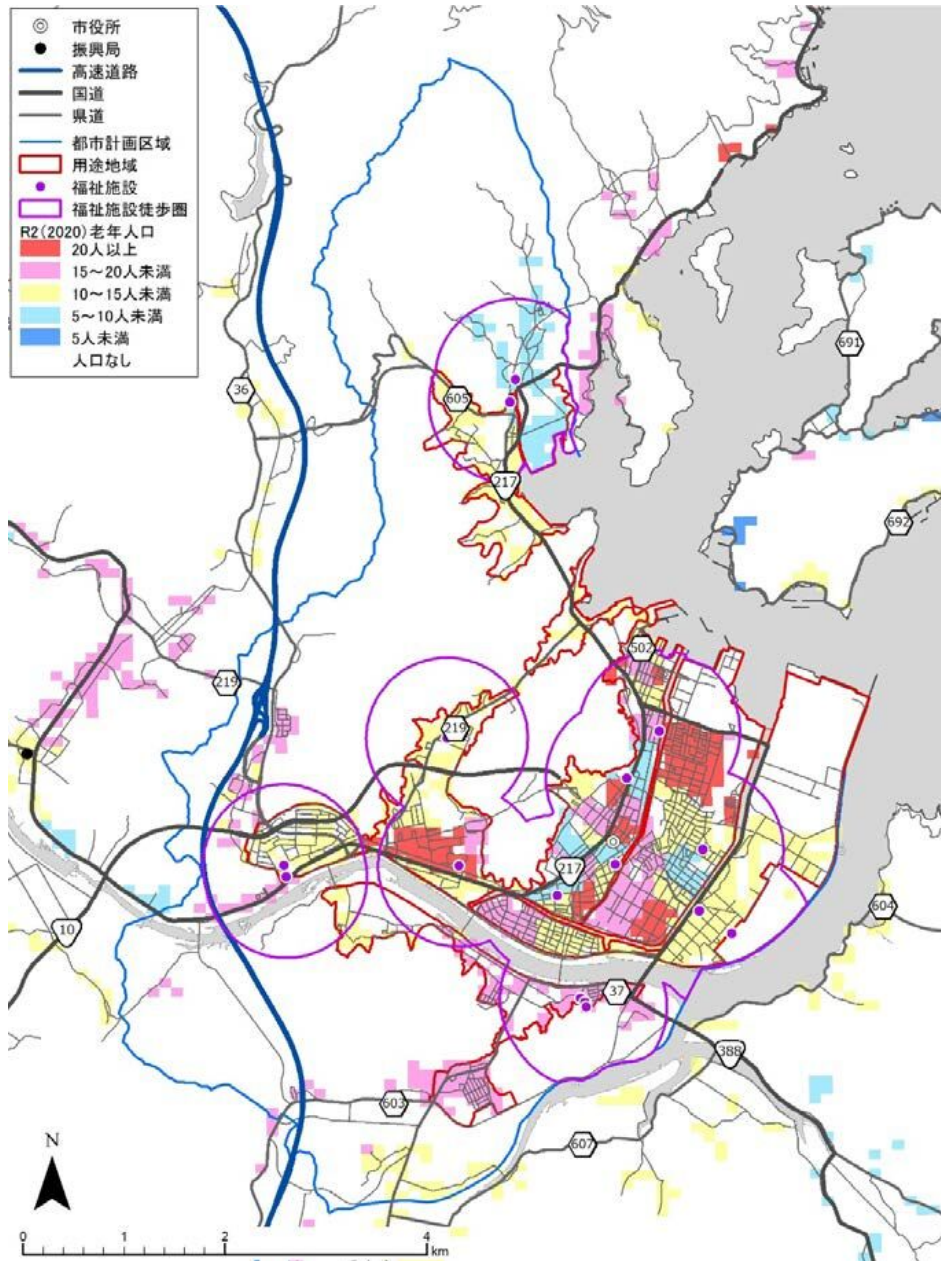 市役所
振興局
高速道路
国道
県道
都市計画区域
用途地域
福祉施設
福祉施設徒歩圏
R2(2020)老年人口
20人以上
15～20人未満
10～15人未満
5～10人未満
5人未満
人口なし
691
36
605
217
692
502
219
219
217
10
604
37
388
603
607
N
0 1 2 4
km